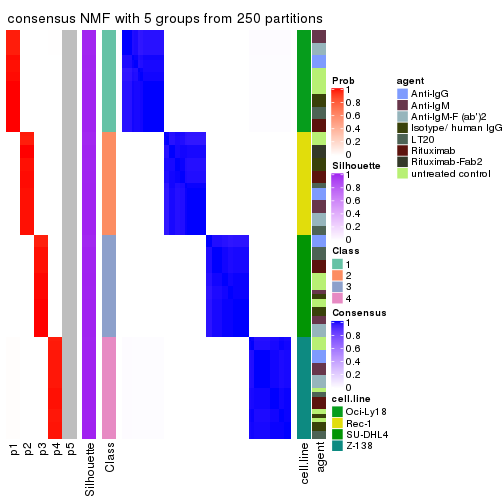 consensus NMF with 5 groups from 250 partitions
Prob
1
0.8
0.6
0.4
0.2
0
Silhouette
1
0.8
0.6
0.4
0.2
0
Class
1
2
3
4
Consensus
1
0.8
0.6
0.4
0.2
0
cell.line
Oci-Ly18
Rec-1
SU-DHL4
Z-138
agent
Anti-IgG
Anti-IgM
Anti-IgM-F (ab')2
Isotype/ human IgG
LT20
Rituximab
Rituximab-Fab2
untreated control
p1
p2
p3
p4
p5
Silhouette
Class
cell.line
agent